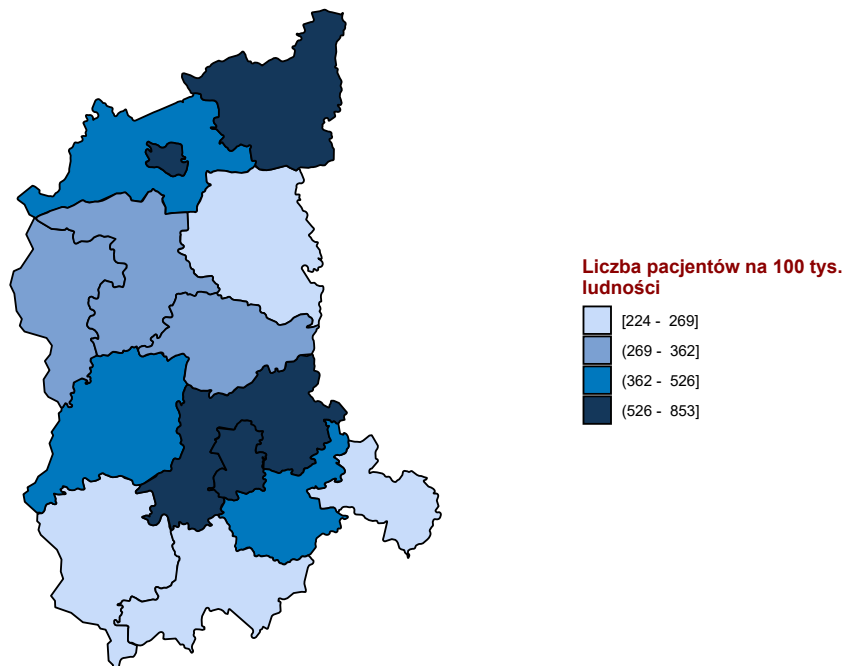 Liczba pacjentów na 100 tys.
ludności
[224 - 269]
(269 - 362]
(362 - 526]
(526 - 853]